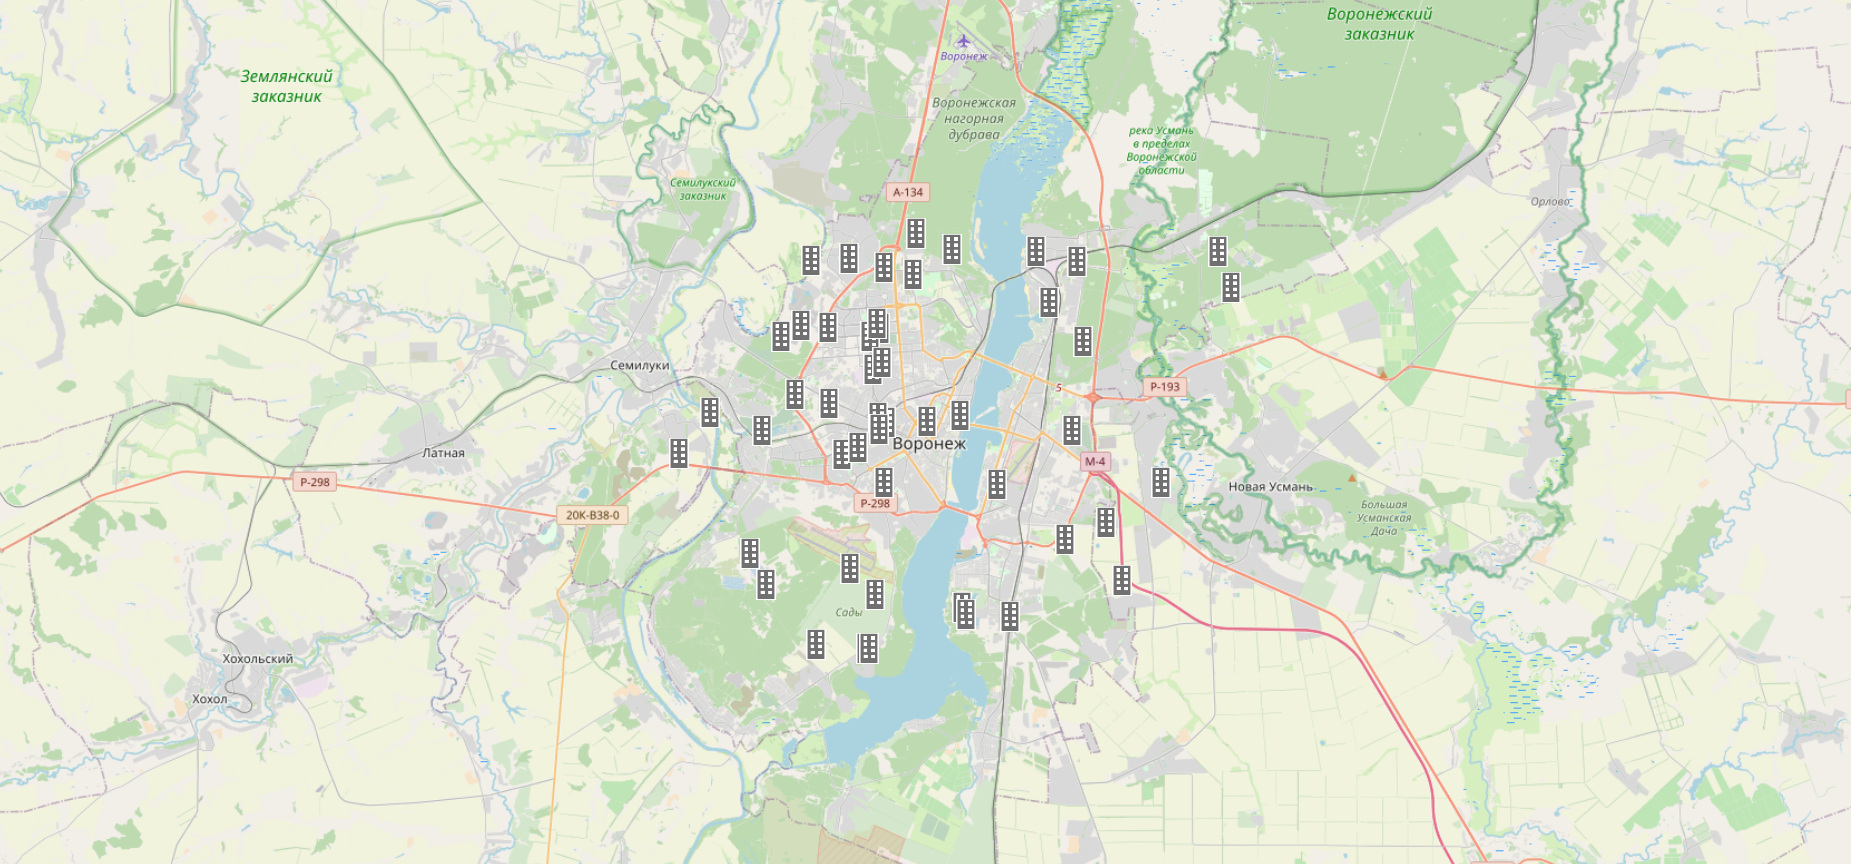 Воронежский
заказник
Воронеж
Землянский
заказник
Воронежская
нагорная
дубрава
река Усмань
в пределах
Воронежской
области
Семилукский
заказник
А-134
Орлово
Семилуки
Р-193
5
Воронеж
Латная
М-4
Р-298
Новая Усмань
Р-298
20К-В38-0
Большая
Усманская
Дача
Сады
Хохольский
Хохол